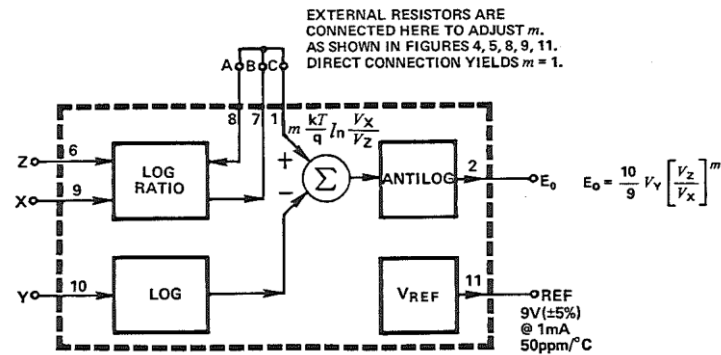 EXTERNAL RESISTORS ARE
CONNECTED HERE TO ADJUST m.
AS SHOWN IN FIGURES 4, 5, 8, 9, 11.
DIRECT CONNECTION YIELDS m = 1.
A B C
8 7 1
m kT/q ln VX/VZ
Z 6
X 9
LOG
RATIO
+
−
Σ
ANTILOG
2
E0
E0 = 10/9 VY [VZ/VX]^m
Y 10
LOG
VREF
11
REF
9V(±5%)
@ 1mA
50ppm/°C